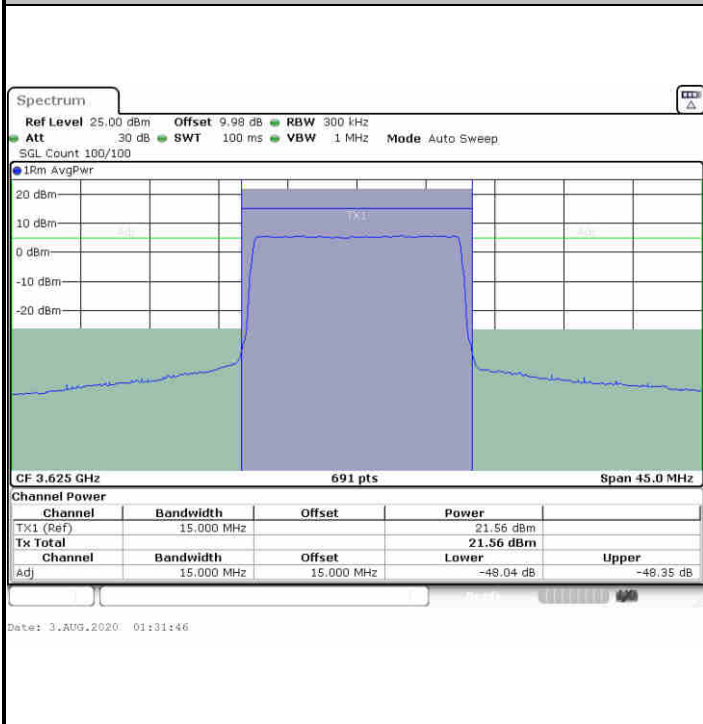 Spectrum
Ref Level 25.00 dBm Offset 9.98 dB RBW 300 kHz
Att 30 dB SWT 100 ms VBW 1 MHz Mode Auto Sweep
SGL Count 100/100
1Rm AvgPwr
20 dBm
TX1
10 dBm
Adj Adj
0 dBm
-10 dBm
-20 dBm
CF 3.625 GHz 691 pts Span 45.0 MHz
Channel Power
Channel Bandwidth Offset Power
TX1 (Ref) 15.000 MHz 21.56 dBm
Tx Total 21.56 dBm
Channel Bandwidth Offset Lower Upper
Adj 15.000 MHz 15.000 MHz -48.04 dB -48.35 dB
Date: 3.AUG.2020 01:31:46